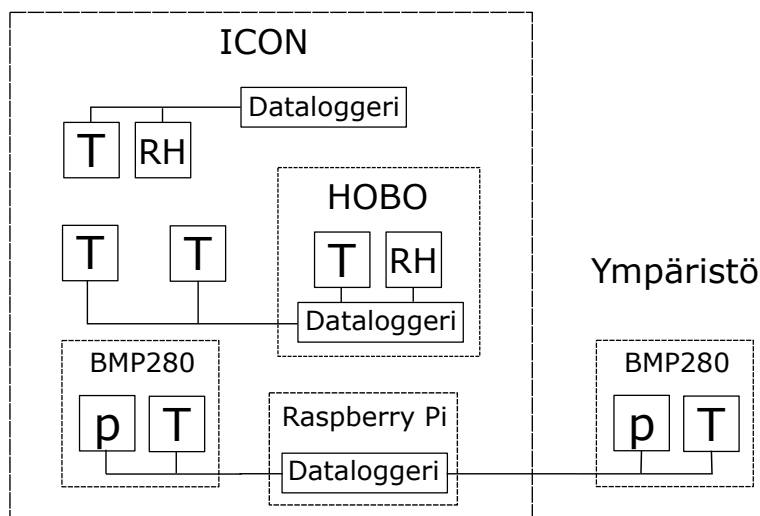 ICON
Dataloggeri
T RH
HOBO
T T T RH
Ympäristö
Dataloggeri
BMP280
p T
Raspberry Pi
Dataloggeri
BMP280
p T